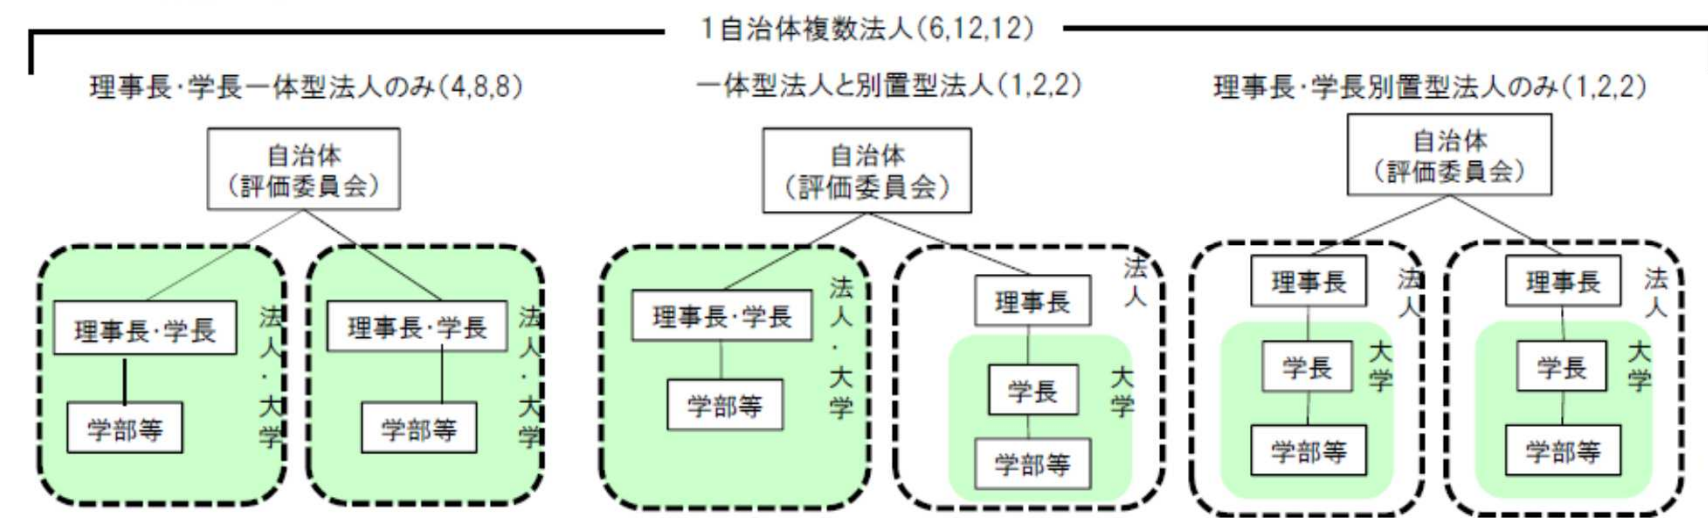 1自治体複数法人(6,12,12)
理事長・学長一体型法人のみ(4,8,8)
自治体
(評価委員会)
理事長・学長
学部等
法人・大学
理事長・学長
学部等
法人・大学
一体型法人と別置型法人(1,2,2)
自治体
(評価委員会)
理事長・学長
学部等
法人・大学
理事長
法人
学長
大学
学部等
理事長・学長別置型法人のみ(1,2,2)
自治体
(評価委員会)
理事長
法人
学長
大学
学部等
理事長
法人
学長
大学
学部等